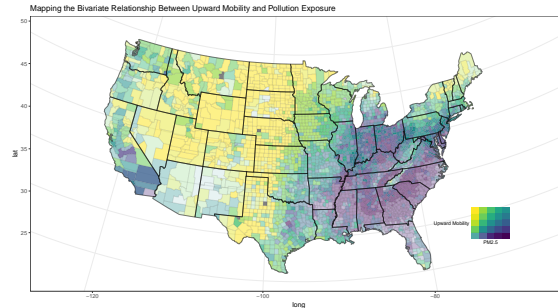 Mapping the Bivariate Relationship Between Upward Mobility and Pollution Exposure
50
45
40
35
30
25
lat
Upward Mobility
PM2.5
−120
−100
−80
long